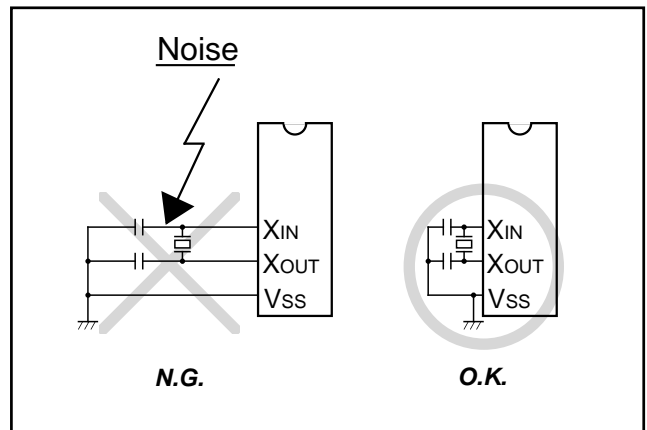 Noise
XIN
XOUT
VSS
XIN
XOUT
VSS
N.G.
O.K.